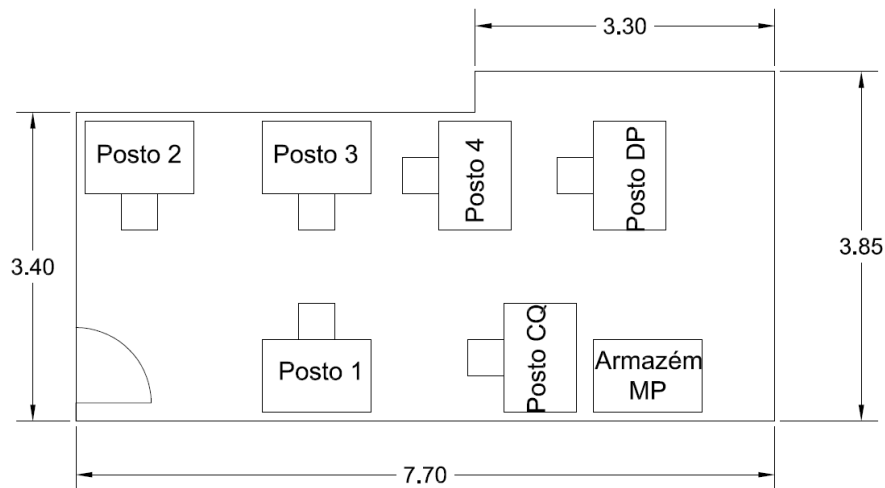 3.30
Posto 2
Posto 3
Posto 4
Posto DP
3.40
3.85
Posto 1
Posto CQ
Armazém
MP
7.70